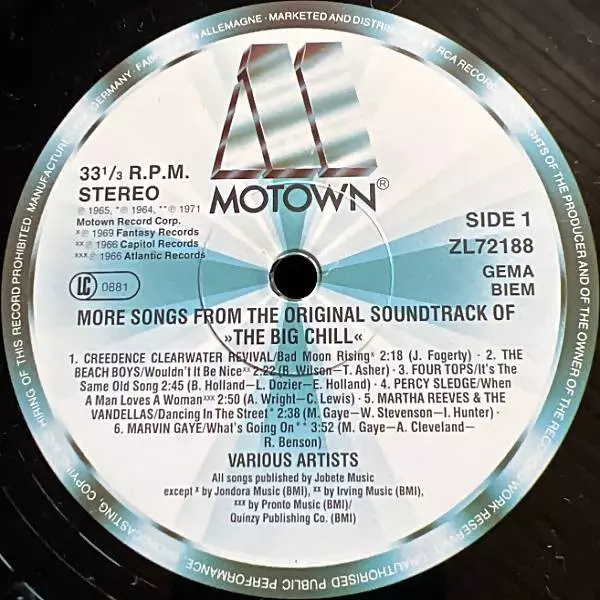 MOTOWN®
33 1/3 R.P.M.
STEREO
℗ 1965, *℗ 1964, **℗ 1971
Motown Record Corp.
x℗ 1969 Fantasy Records
xx℗ 1966 Capitol Records
xxx℗ 1966 Atlantic Records
LC 0881
SIDE 1
ZL72188
GEMA
BIEM
MORE SONGS FROM THE ORIGINAL SOUNDTRACK OF
»THE BIG CHILL«
1. CREEDENCE CLEARWATER REVIVAL/Bad Moon Rising x 2:18 (J. Fogerty) · 2. THE
BEACH BOYS/Wouldn't It Be Nice xx 2:22 (B. Wilson—T. Asher) · 3. FOUR TOPS/It's The
Same Old Song 2:45 (B. Holland—L. Dozier—E. Holland) · 4. PERCY SLEDGE/When
A Man Loves A Woman xxx 2:50 (A. Wright—C. Lewis) · 5. MARTHA REEVES & THE
VANDELLAS/Dancing In The Street * 2:38 (M. Gaye—W. Stevenson—I. Hunter) ·
6. MARVIN GAYE/What's Going On ** 3:52 (M. Gaye—A. Cleveland—
R. Benson)
VARIOUS ARTISTS
All songs published by Jobete Music
except x by Jondora Music (BMI), xx by Irving Music (BMI),
xxx by Pronto Music (BMI)/
Quinzy Publishing Co. (BMI)
GERMANY · ALLEMAGNE · MARKETED AND BY RCA RECORD
OF THE PRODUCER AND OF THE OWNER OF THE WORK RESERVED
UNAUTHORISED PUBLIC PERFORMANCE, HIRING OF THIS RECORD PROHIBITED. MANUFACTURE